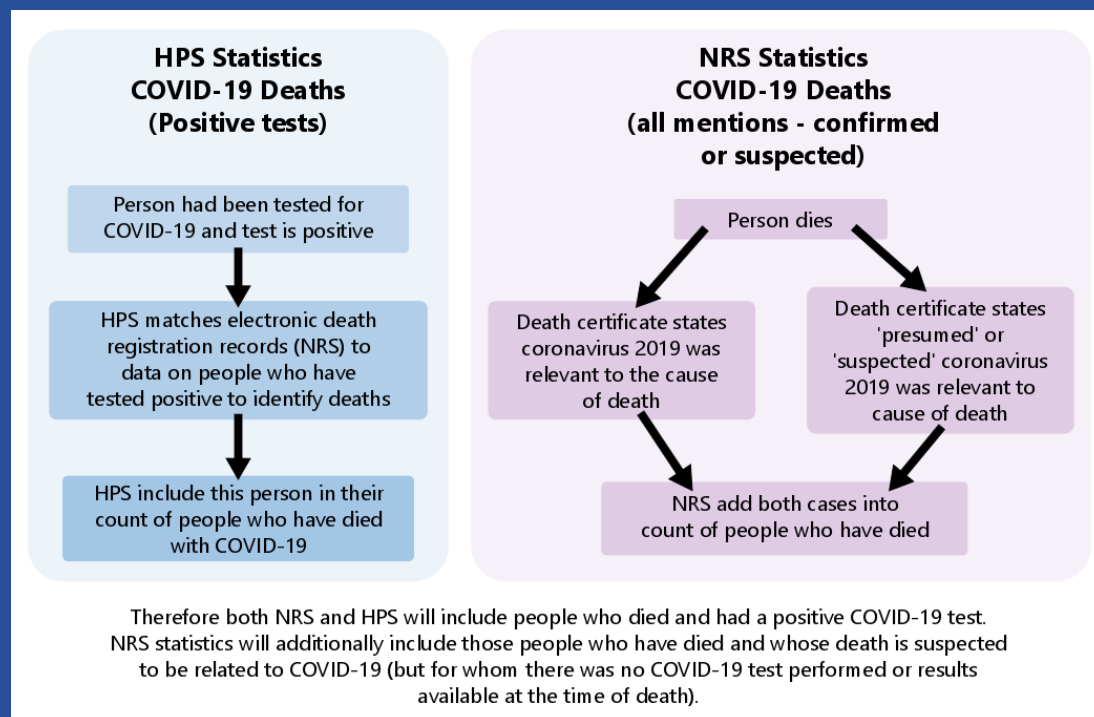 HPS Statistics
COVID-19 Deaths
(Positive tests)
Person had been tested for
COVID-19 and test is positive
HPS matches electronic death
registration records (NRS) to
data on people who have
tested positive to identify deaths
HPS include this person in their
count of people who have died
with COVID-19
NRS Statistics
COVID-19 Deaths
(all mentions - confirmed
or suspected)
Person dies
Death certificate states
coronavirus 2019 was
relevant to the cause
of death
Death certificate states
'presumed' or
'suspected' coronavirus
2019 was relevant to
cause of death
NRS add both cases into
count of people who have died
Therefore both NRS and HPS will include people who died and had a positive COVID-19 test.
NRS statistics will additionally include those people who have died and whose death is suspected
to be related to COVID-19 (but for whom there was no COVID-19 test performed or results
available at the time of death).